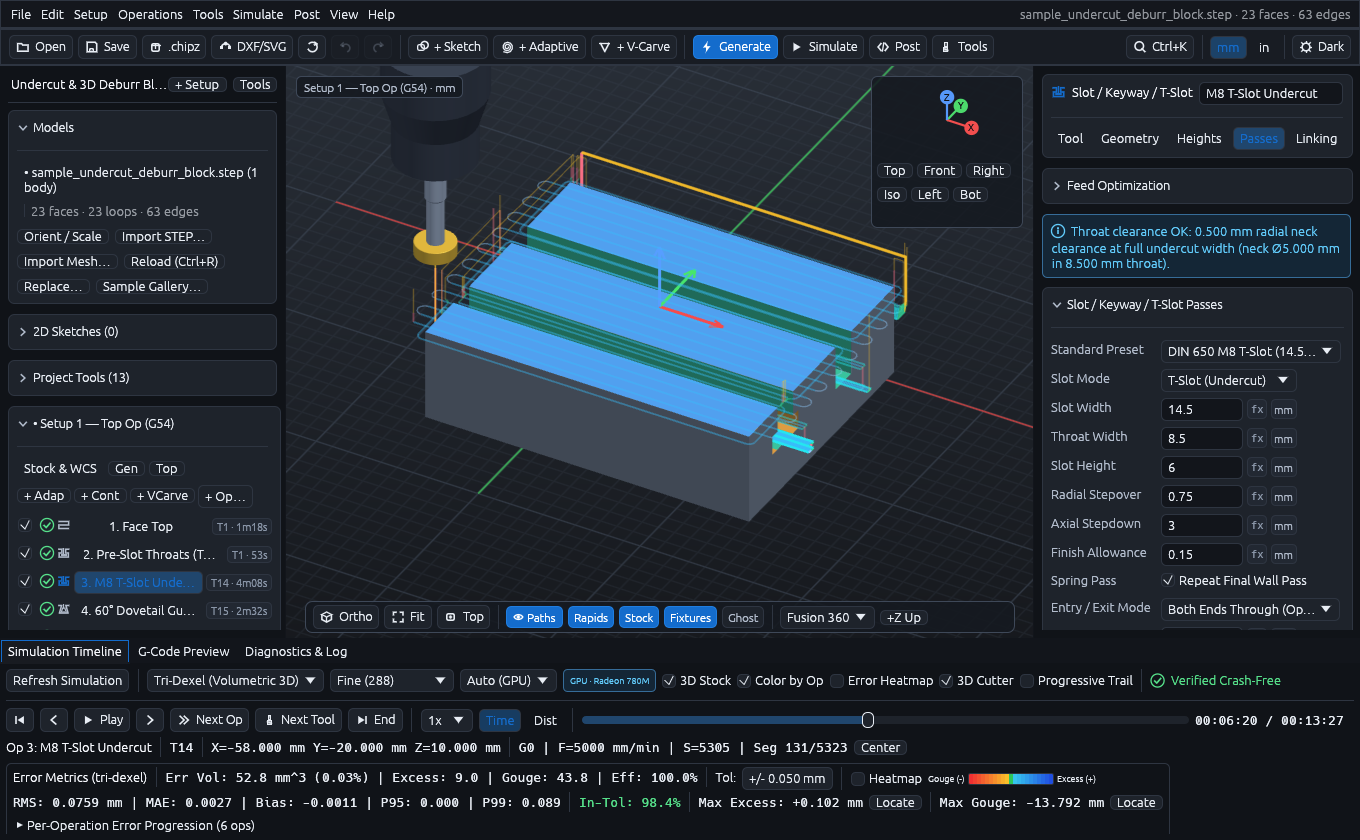 File Edit Setup Operations Tools Simulate Post View Help
sample_undercut_deburr_block.step · 23 faces · 63 edges
Open Save .chipz DXF/SVG + Sketch + Adaptive + V-Carve Generate Simulate Post Tools Ctrl+K mm in Dark
Undercut & 3D Deburr Bl... + Setup Tools
Models
• sample_undercut_deburr_block.step (1
body)
23 faces · 23 loops · 63 edges
Orient / Scale Import STEP...
Import Mesh... Reload (Ctrl+R)
Replace... Sample Gallery...
2D Sketches (0)
Project Tools (13)
• Setup 1 — Top Op (G54)
Stock & WCS Gen Top
+ Adap + Cont + VCarve + Op...
1. Face Top T1 · 1m18s
2. Pre-Slot Throats (T... T1 · 53s
3. M8 T-Slot Unde... T14 · 4m08s
4. 60° Dovetail Gu... T15 · 2m32s
Setup 1 — Top Op (G54) · mm
Z
Y
X
Top Front Right
Iso Left Bot
Ortho Fit Top Paths Rapids Stock Fixtures Ghost Fusion 360 +Z Up
Slot / Keyway / T-Slot M8 T-Slot Undercut
Tool Geometry Heights Passes Linking
Feed Optimization
Throat clearance OK: 0.500 mm radial neck
clearance at full undercut width (neck Ø5.000 mm
in 8.500 mm throat).
Slot / Keyway / T-Slot Passes
Standard Preset DIN 650 M8 T-Slot (14.5...
Slot Mode T-Slot (Undercut)
Slot Width 14.5 fx mm
Throat Width 8.5 fx mm
Slot Height 6 fx mm
Radial Stepover 0.75 fx mm
Axial Stepdown 3 fx mm
Finish Allowance 0.15 fx mm
Spring Pass Repeat Final Wall Pass
Entry / Exit Mode Both Ends Through (Op...
Simulation Timeline G-Code Preview Diagnostics & Log
Refresh Simulation Tri-Dexel (Volumetric 3D) Fine (288) Auto (GPU) GPU · Radeon 780M 3D Stock Color by Op Error Heatmap 3D Cutter Progressive Trail Verified Crash-Free
Play Next Op Next Tool End 1x Time Dist 00:06:20 / 00:13:27
Op 3: M8 T-Slot Undercut T14 X=-58.000 mm Y=-20.000 mm Z=10.000 mm G0 | F=5000 mm/min | S=5305 | Seg 131/5323 Center
Error Metrics (tri-dexel) Err Vol: 52.8 mm^3 (0.03%) | Excess: 9.0 | Gouge: 43.8 | Eff: 100.0% Tol: +/- 0.050 mm Heatmap Gouge (-) Excess (+)
RMS: 0.0759 mm | MAE: 0.0027 | Bias: -0.0011 | P95: 0.000 | P99: 0.089 In-Tol: 98.4% Max Excess: +0.102 mm Locate Max Gouge: -13.792 mm Locate
Per-Operation Error Progression (6 ops)